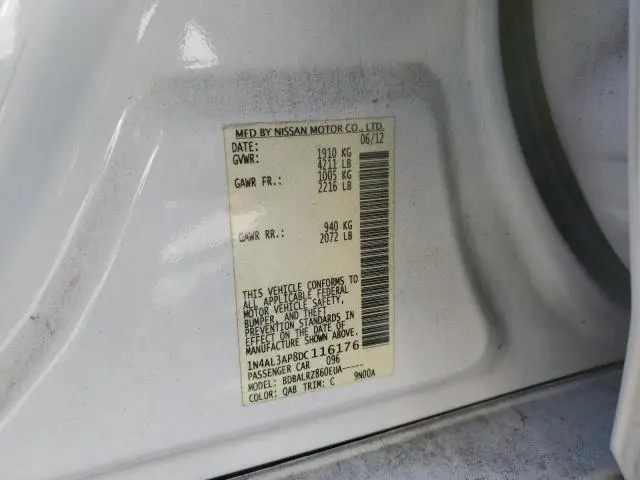 MFD BY NISSAN MOTOR CO., LTD.
DATE: 06/12
GVWR: 1910 KG
4211 LB
GAWR FR.: 1005 KG
2216 LB
GAWR RR.: 940 KG
2072 LB
THIS VEHICLE CONFORMS TO
ALL APPLICABLE FEDERAL
MOTOR VEHICLE SAFETY,
BUMPER, AND THEFT
PREVENTION STANDARDS IN
EFFECT ON THE DATE OF
MANUFACTURE SHOWN ABOVE.
1N4AL3AP8DC116176
PASSENGER CAR 096
MODEL: BDBALRZ860EUA-----
COLOR: QAB TRIM: C 9N00A